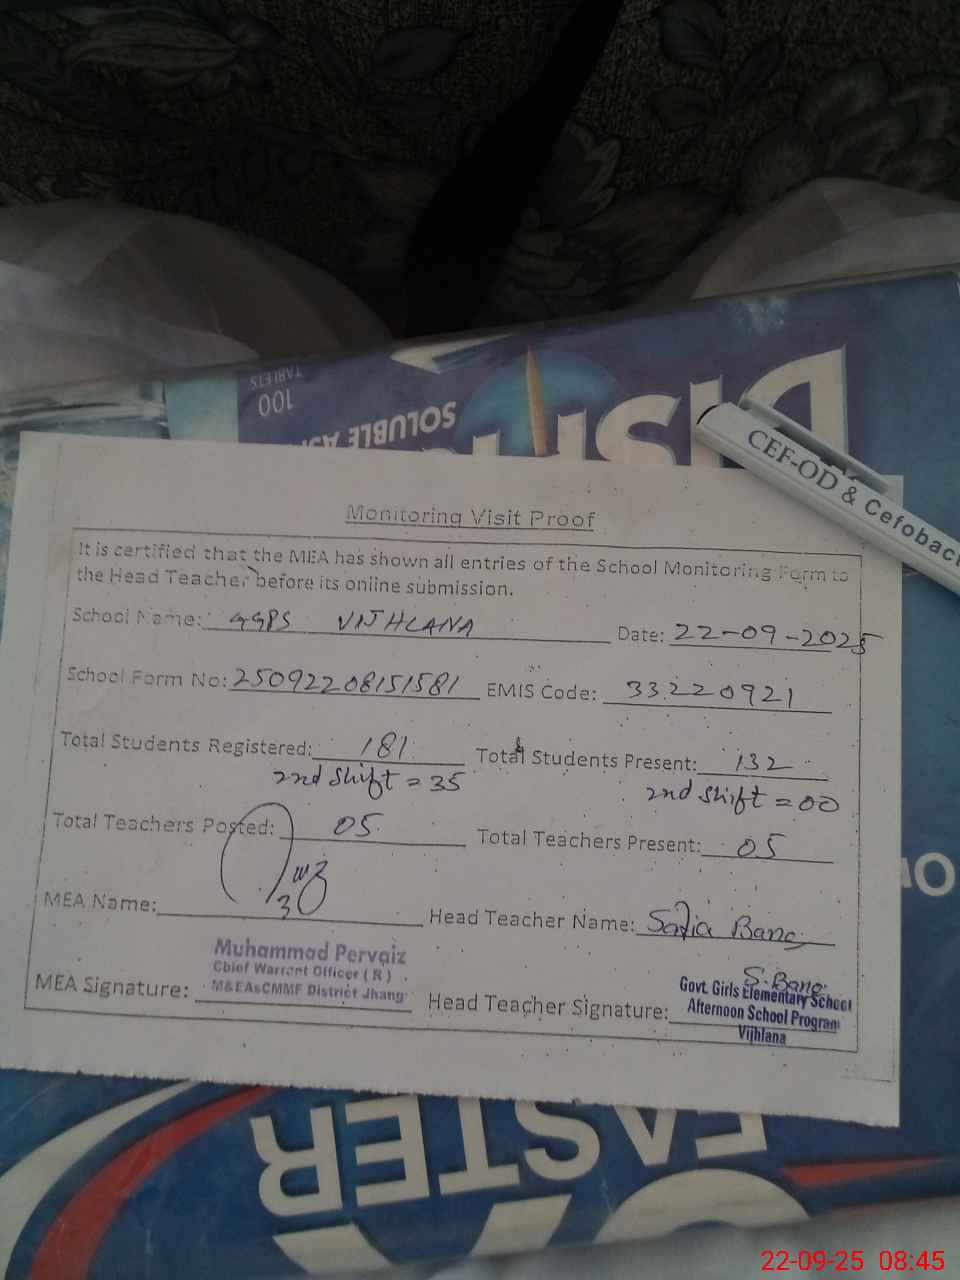 100
TABLETS
SOLUBLE
DISPR
CEF-OD & Cefobac
Monitoring Visit Proof
It is certified that the MEA has shown all entries of the School Monitoring Form to
the Head Teacher before its online submission.
School Name: GGPS VIJHLANA Date: 22-09-2025
School Form No: 25092208151581 EMIS Code: 33220921
Total Students Registered: 181 Total Students Present: 132
2nd Shift = 35 2nd Shift = 00
Total Teachers Posted: 05 Total Teachers Present: 05
MEA Name: Head Teacher Name: Sadia Bano
Muhammad Pervaiz
Chief Warrant Officer ( R )
M&EAsCMMF District Jhang
MEA Signature: Head Teacher Signature: S. Bano
Govt. Girls Elementary School
Afternoon School Program
Vijhlana
EASTER
22-09-25 08:45